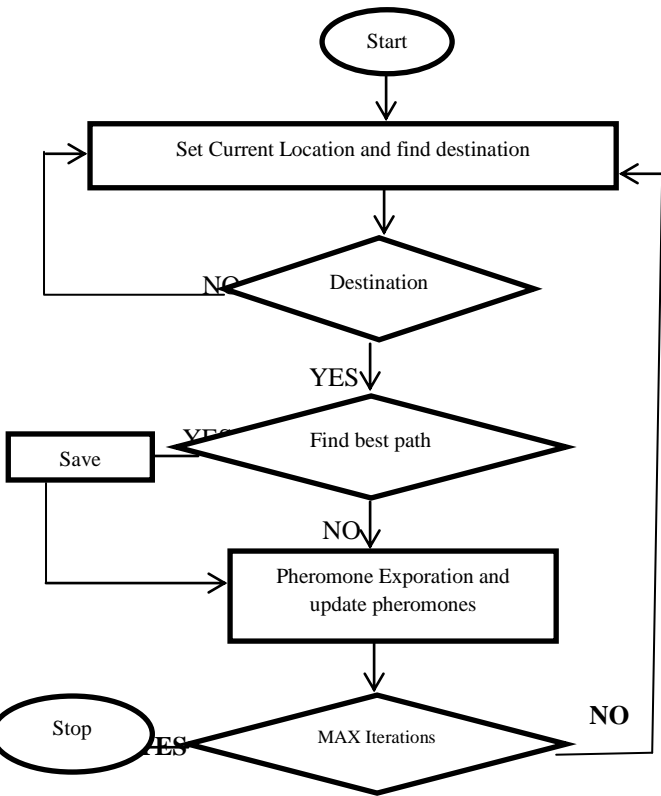 Start
Set Current Location and find destination
Destination
NO
YES
Find best path
YES
Save
NO
Pheromone Exporation and
update pheromones
MAX Iterations
NO
YES
Stop